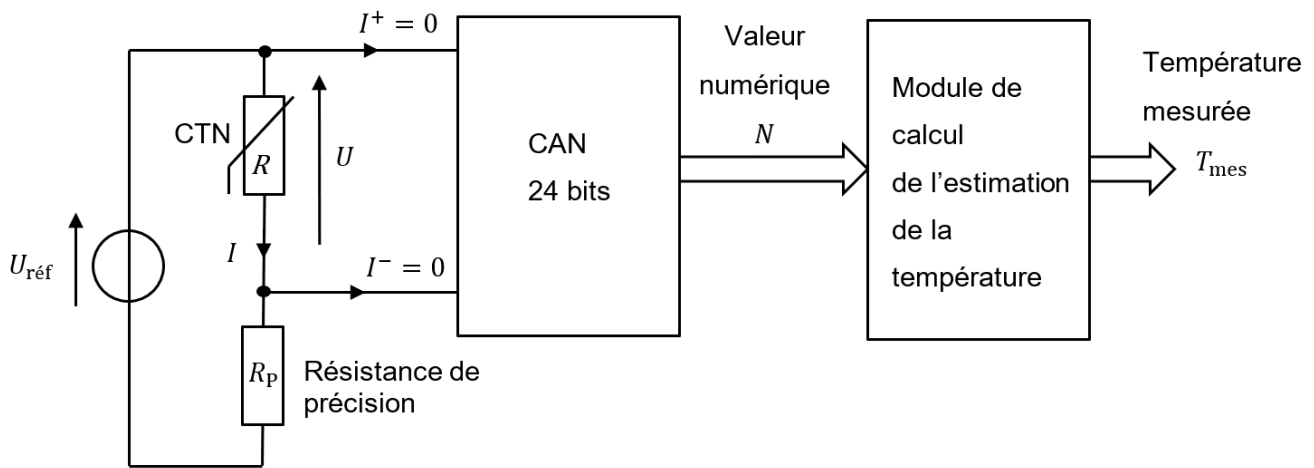 I⁺ = 0
CTN
R
U
I
U_réf
I⁻ = 0
R_P
Résistance de
précision
CAN
24 bits
Valeur
numérique
N
Module de
calcul
de l’estimation
de la
température
Température
mesurée
T_mes